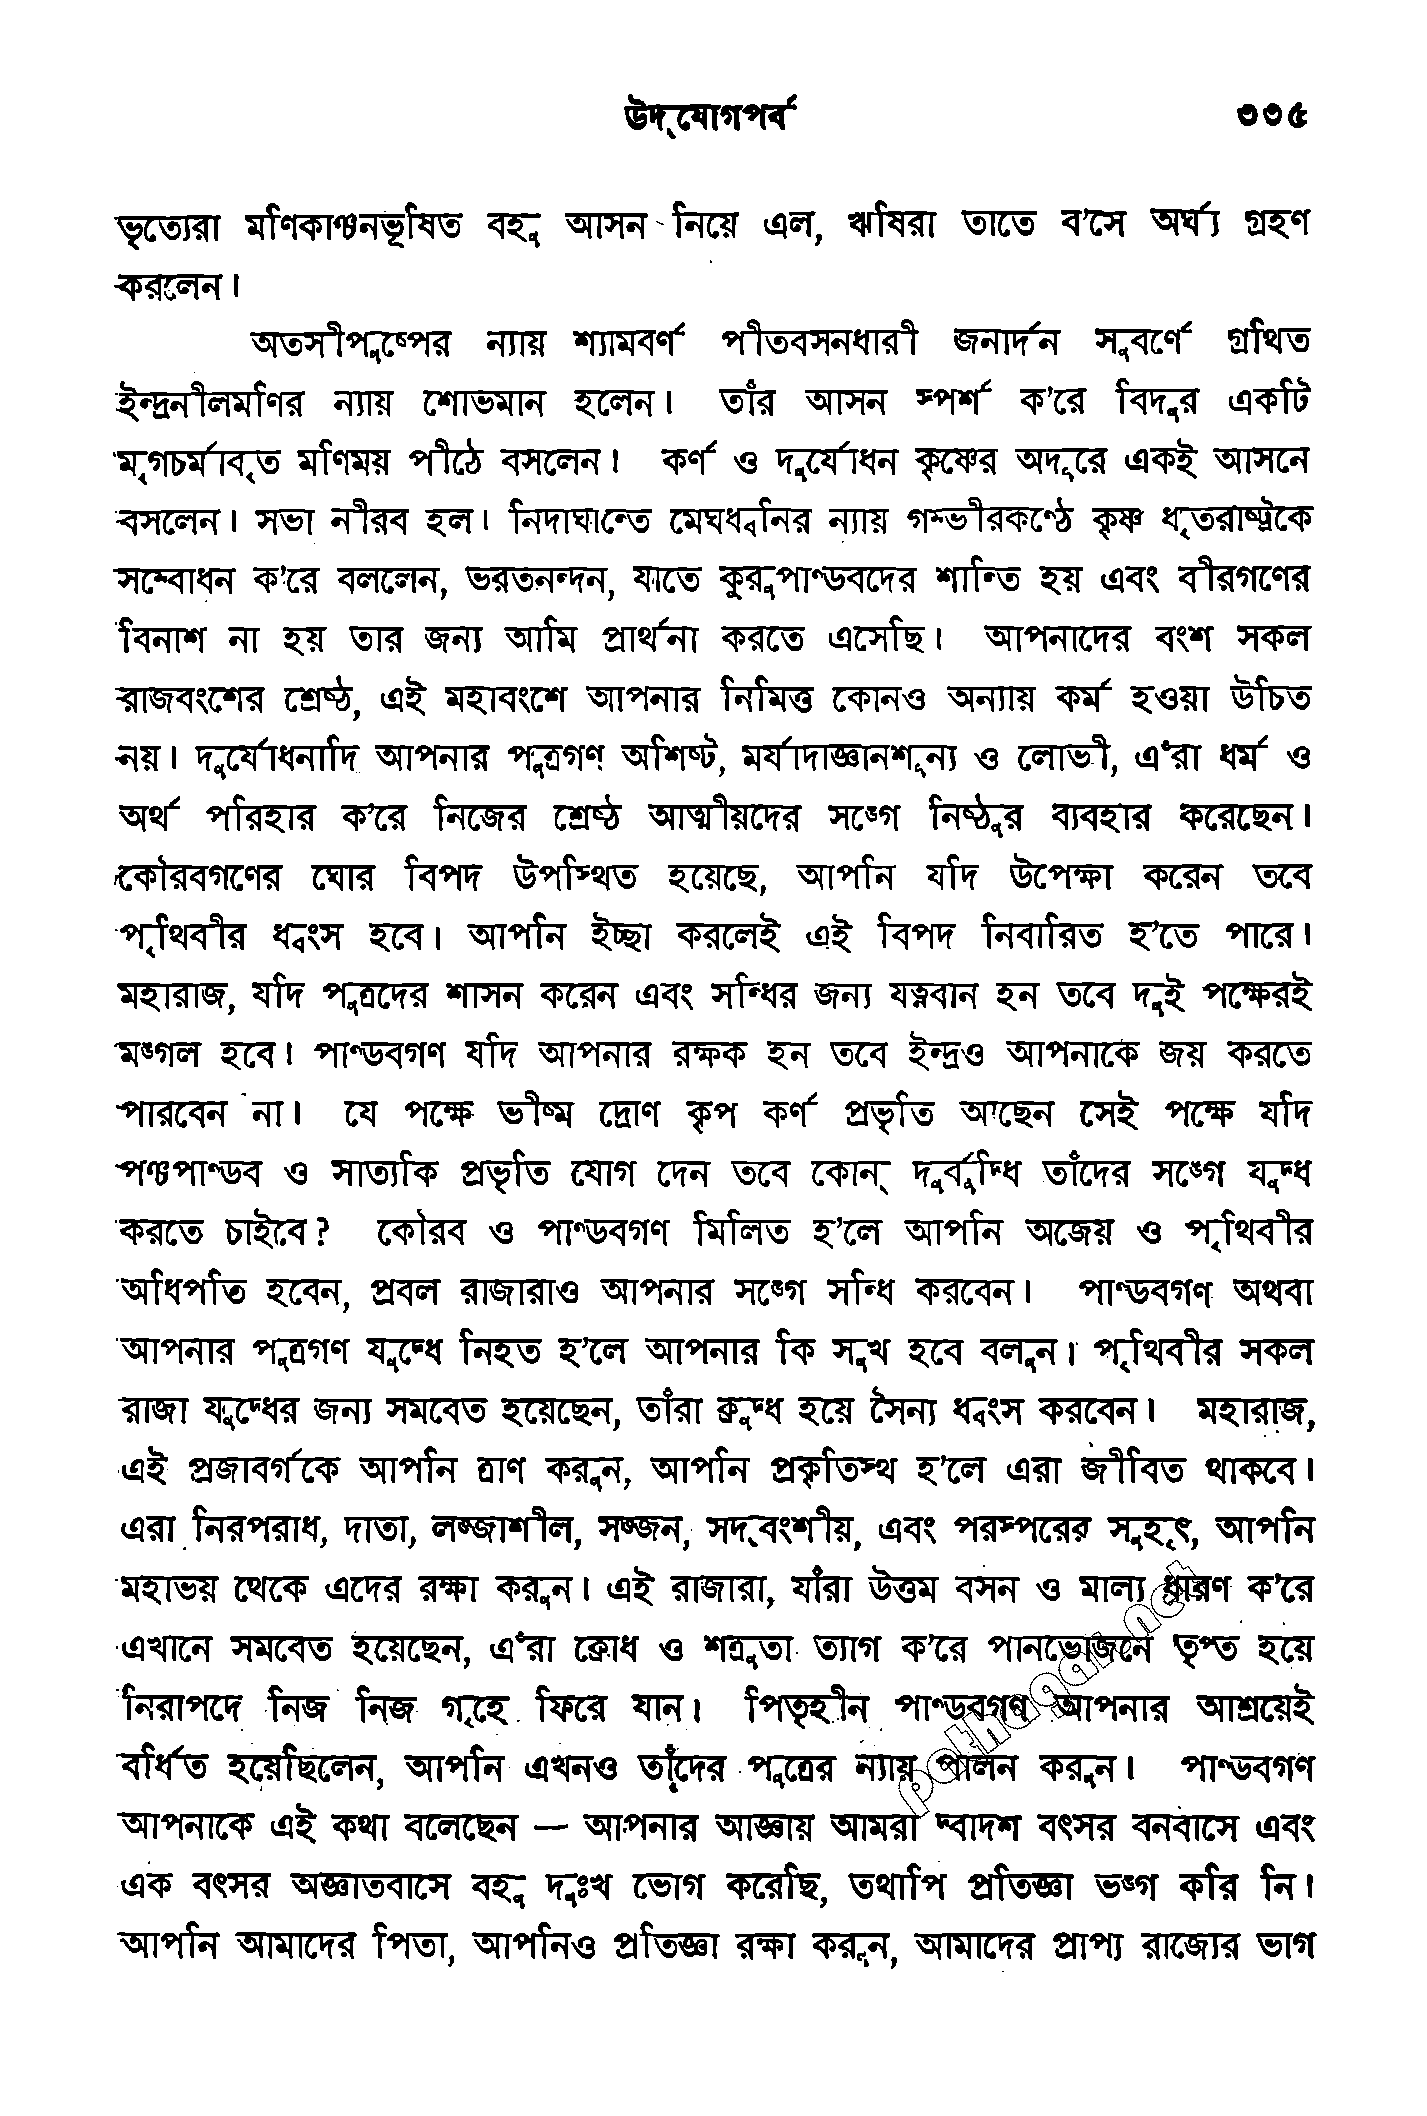 উদ্‌যোগপর্ব ৩৩৫
ভৃত্যেরা মণিকাঞ্চনভূষিত বহু আসন নিয়ে এল, ঋষিরা তাতে ব'সে অর্ঘ্য গ্রহণ
করলেন।
অতসীপুষ্পের ন্যায় শ্যামবর্ণ পীতবসনধারী জনার্দন সুবর্ণে গ্রথিত
ইন্দ্রনীলমণির ন্যায় শোভমান হলেন। তাঁর আসন স্পর্শ ক'রে বিদুর একটি
মৃগচর্মাবৃত মণিময় পীঠে বসলেন। কর্ণ ও দুর্যোধন কৃষ্ণের অদূরে একই আসনে
বসলেন। সভা নীরব হল। নিদাঘান্তে মেঘধ্বনির ন্যায় গম্ভীরকণ্ঠে কৃষ্ণ ধৃতরাষ্ট্রকে
সম্বোধন ক'রে বললেন, ভরতনন্দন, যাতে কুরুপাণ্ডবদের শান্তি হয় এবং বীরগণের
বিনাশ না হয় তার জন্য আমি প্রার্থনা করতে এসেছি। আপনাদের বংশ সকল
রাজবংশের শ্রেষ্ঠ, এই মহাবংশে আপনার নিমিত্ত কোনও অন্যায় কর্ম হওয়া উচিত
নয়। দুর্যোধনাদি আপনার পুত্রগণ অশিষ্ট, মর্যাদাজ্ঞানশূন্য ও লোভী, এ'রা ধর্ম ও
অর্থ পরিহার ক'রে নিজের শ্রেষ্ঠ আত্মীয়দের সঙ্গে নিষ্ঠুর ব্যবহার করেছেন।
কৌরবগণের ঘোর বিপদ উপস্থিত হয়েছে, আপনি যদি উপেক্ষা করেন তবে
পৃথিবীর ধ্বংস হবে। আপনি ইচ্ছা করলেই এই বিপদ নিবারিত হ'তে পারে।
মহারাজ, যদি পুত্রদের শাসন করেন এবং সন্ধির জন্য যত্নবান হন তবে দুই পক্ষেরই
মঙ্গল হবে। পাণ্ডবগণ যদি আপনার রক্ষক হন তবে ইন্দ্রও আপনাকে জয় করতে
পারবেন না। যে পক্ষে ভীষ্ম দ্রোণ কৃপ কর্ণ প্রভৃতি আছেন সেই পক্ষে যদি
পঞ্চপাণ্ডব ও সাত্যকি প্রভৃতি যোগ দেন তবে কোন্ দুর্বুদ্ধি তাঁদের সঙ্গে যুদ্ধ
করতে চাইবে? কৌরব ও পাণ্ডবগণ মিলিত হ'লে আপনি অজেয় ও পৃথিবীর
অধিপতি হবেন, প্রবল রাজারাও আপনার সঙ্গে সন্ধি করবেন। পাণ্ডবগণ অথবা
আপনার পুত্রগণ যুদ্ধে নিহত হ'লে আপনার কি সুখ হবে বলুন। পৃথিবীর সকল
রাজা যুদ্ধের জন্য সমবেত হয়েছেন, তাঁরা ক্রুদ্ধ হয়ে সৈন্য ধ্বংস করবেন। মহারাজ,
এই প্রজাবর্গকে আপনি ত্রাণ করুন, আপনি প্রকৃতিস্থ হ'লে এরা জীবিত থাকবে।
এরা নিরপরাধ, দাতা, লজ্জাশীল, সজ্জন, সদ্‌বংশীয়, এবং পরস্পরের সুহৃৎ, আপনি
মহাভয় থেকে এদের রক্ষা করুন। এই রাজারা, যাঁরা উত্তম বসন ও মাল্য ধারণ ক'রে
এখানে সমবেত হয়েছেন, এ'রা ক্রোধ ও শত্রুতা ত্যাগ ক'রে পানভোজনে তৃপ্ত হয়ে
নিরাপদে নিজ নিজ গৃহে ফিরে যান। পিতৃহীন পাণ্ডবগণ আপনার আশ্রয়েই
বর্ধিত হয়েছিলেন, আপনি এখনও তাঁদের পুত্রের ন্যায় পালন করুন। পাণ্ডবগণ
আপনাকে এই কথা বলেছেন — আপনার আজ্ঞায় আমরা দ্বাদশ বৎসর বনবাসে এবং
এক বৎসর অজ্ঞাতবাসে বহু দুঃখ ভোগ করেছি, তথাপি প্রতিজ্ঞা ভঙ্গ করি নি।
আপনি আমাদের পিতা, আপনিও প্রতিজ্ঞা রক্ষা করুন, আমাদের প্রাপ্য রাজ্যের ভাগ
pathagar.net